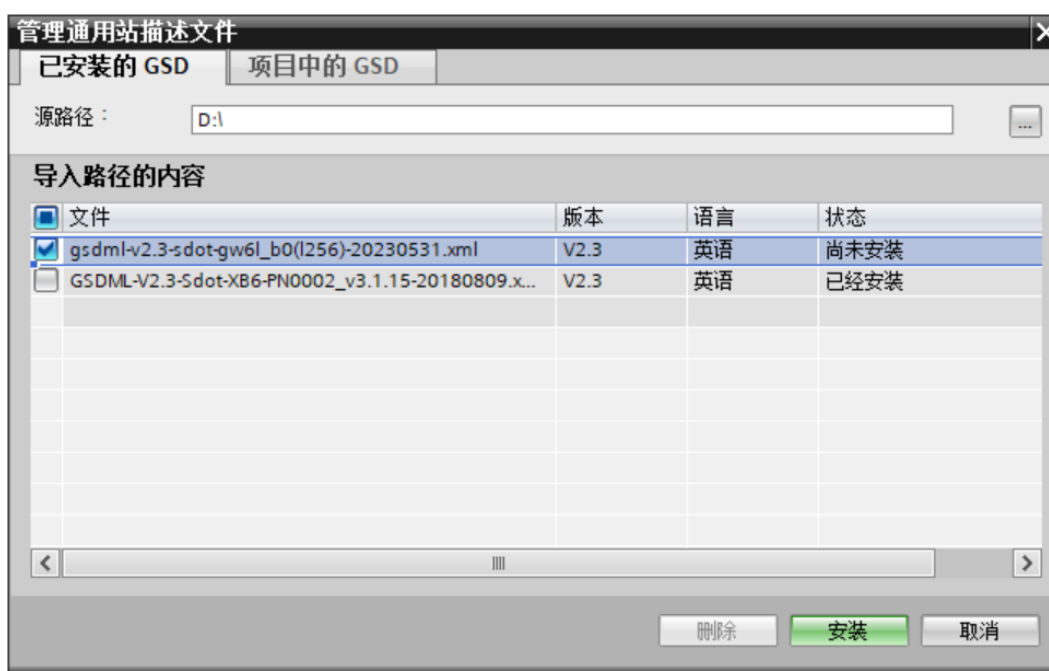 管理通用站描述文件
已安装的 GSD 项目中的 GSD
源路径： D:\ ...
导入路径的内容
文件 版本 语言 状态
gsdml-v2.3-sdot-gw6l_b0(l256)-20230531.xml V2.3 英语 尚未安装
GSDML-V2.3-Sdot-XB6-PN0002_v3.1.15-20180809.x... V2.3 英语 已经安装
删除 安装 取消